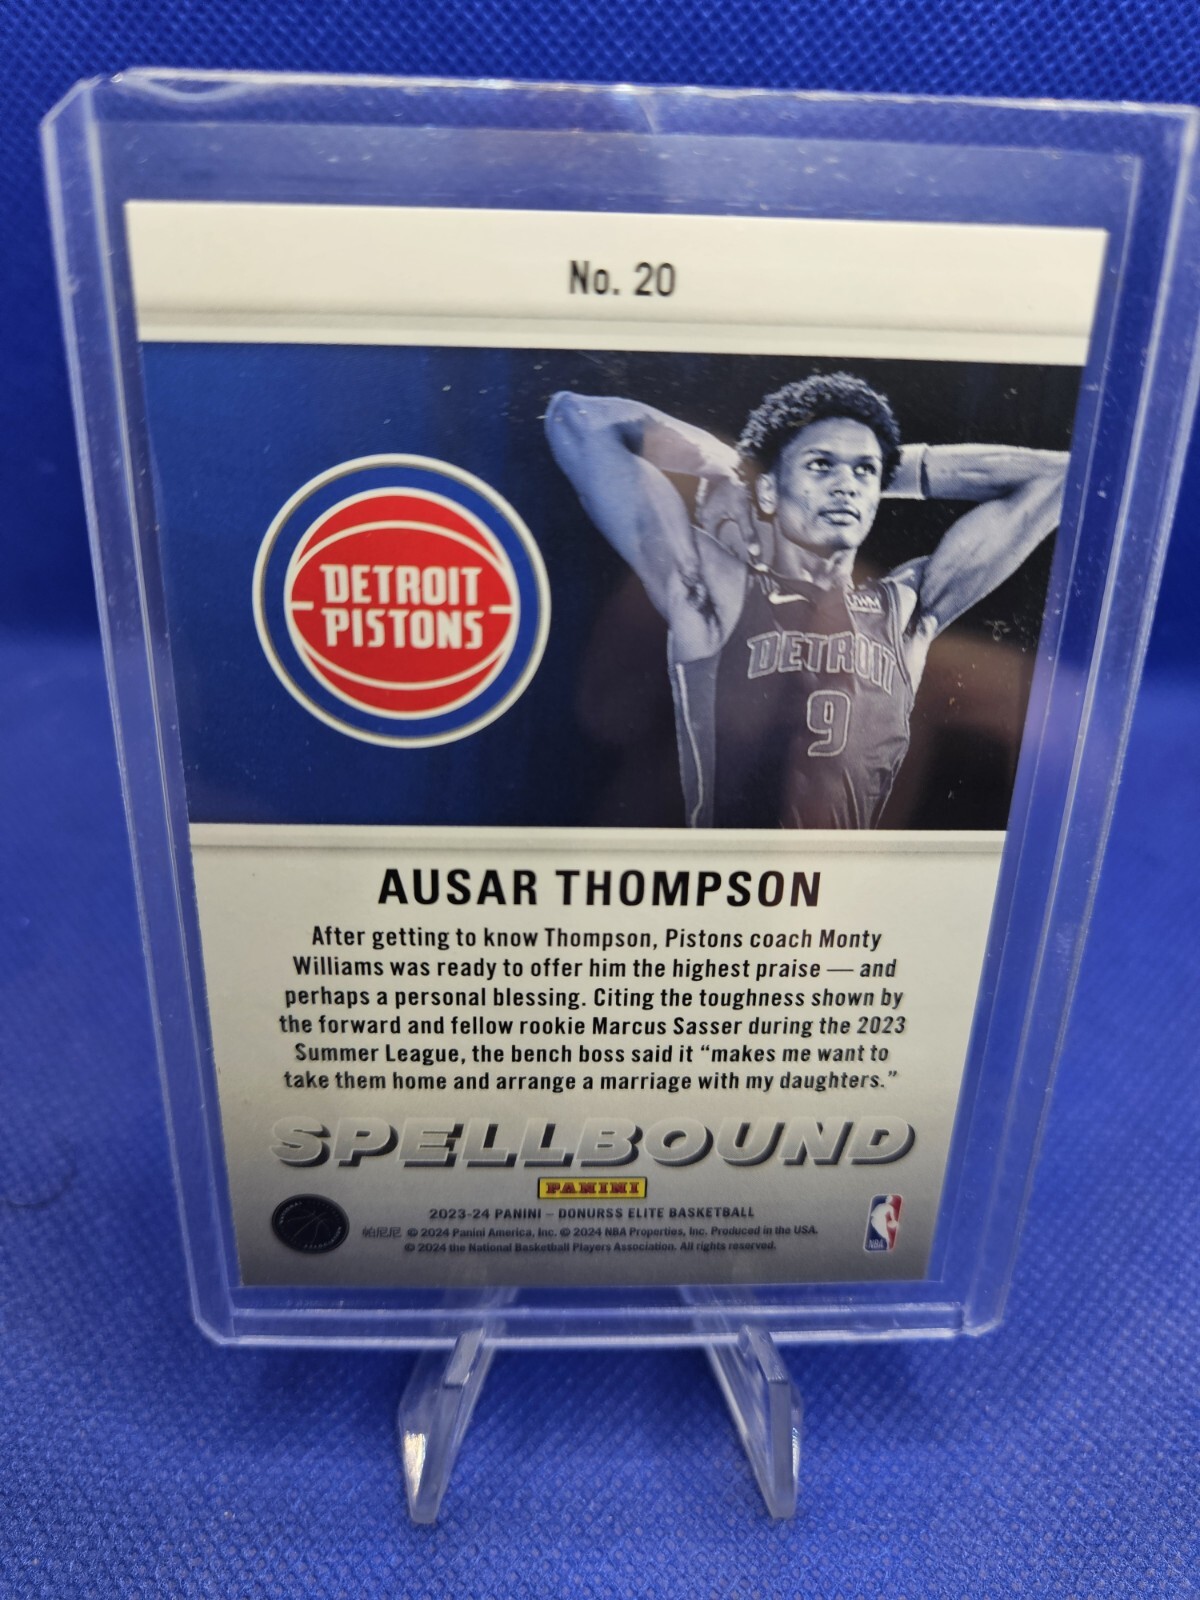 No. 20
DETROIT
PISTONS
UWM
DETROIT
9
AUSAR THOMPSON
After getting to know Thompson, Pistons coach Monty
Williams was ready to offer him the highest praise — and
perhaps a personal blessing. Citing the toughness shown by
the forward and fellow rookie Marcus Sasser during the 2023
Summer League, the bench boss said it “makes me want to
take them home and arrange a marriage with my daughters.”
SPELLBOUND
PANINI
2023-24 PANINI – DONURSS ELITE BASKETBALL
帕尼尼 © 2024 Panini America, Inc. © 2024 NBA Properties, Inc. Produced in the USA.
© 2024 the National Basketball Players Association. All rights reserved.
NBA